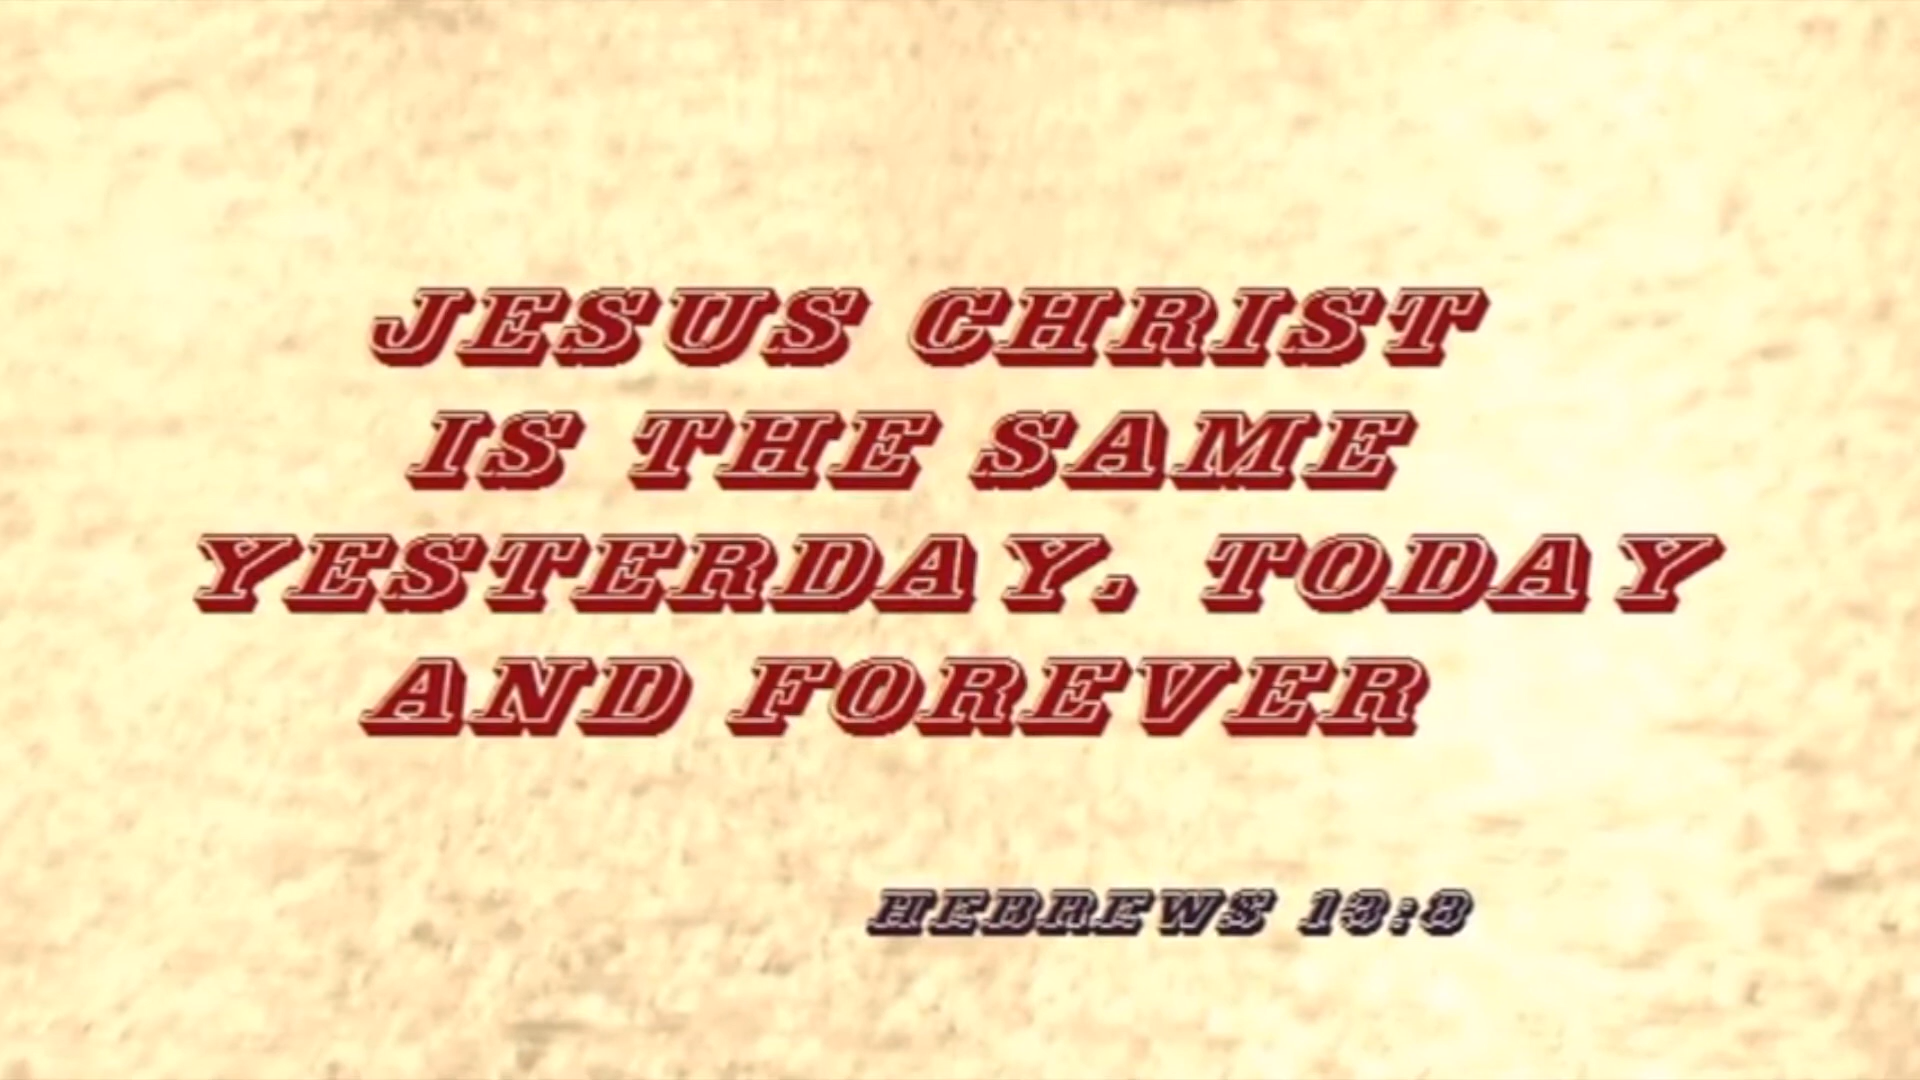 JESUS CHRIST
IS THE SAME
YESTERDAY, TODAY
AND FOREVER
HEBREWS 13:8